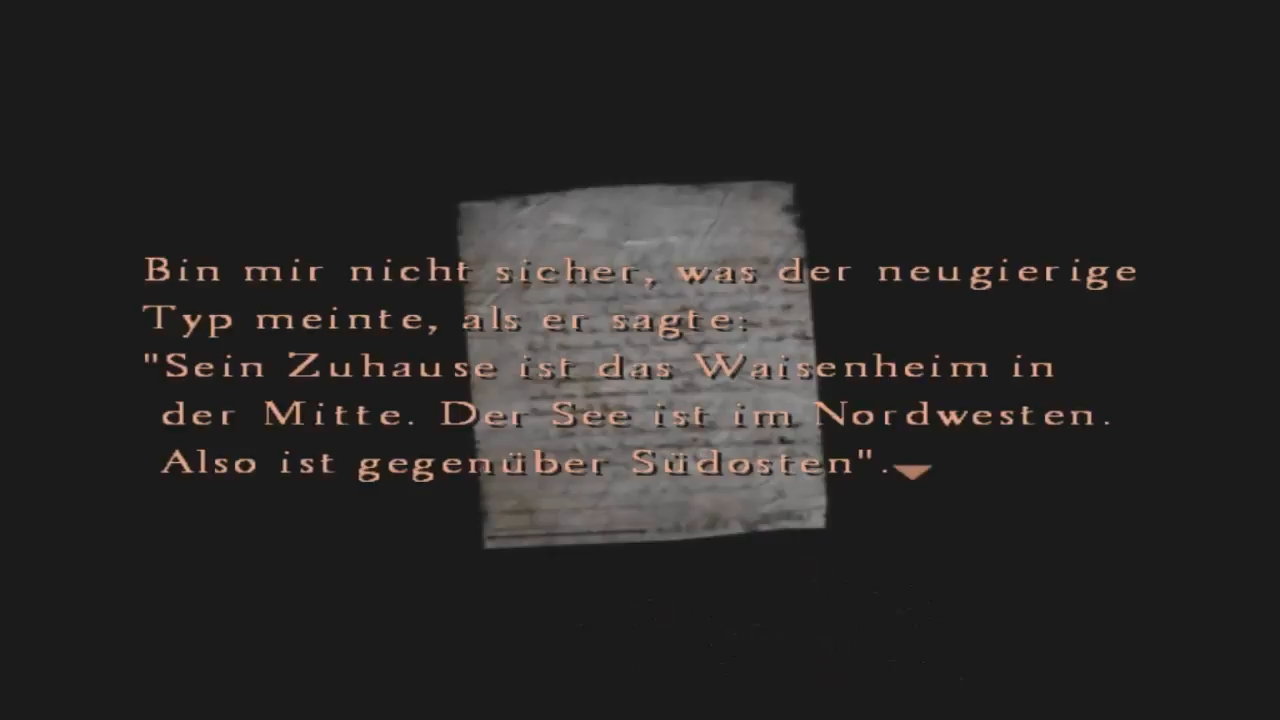 Bin mir nicht sicher, was der neugierige
Typ meinte, als er sagte:
"Sein Zuhause ist das Waisenheim in
der Mitte. Der See ist im Nordwesten.
Also ist gegenüber Südosten".